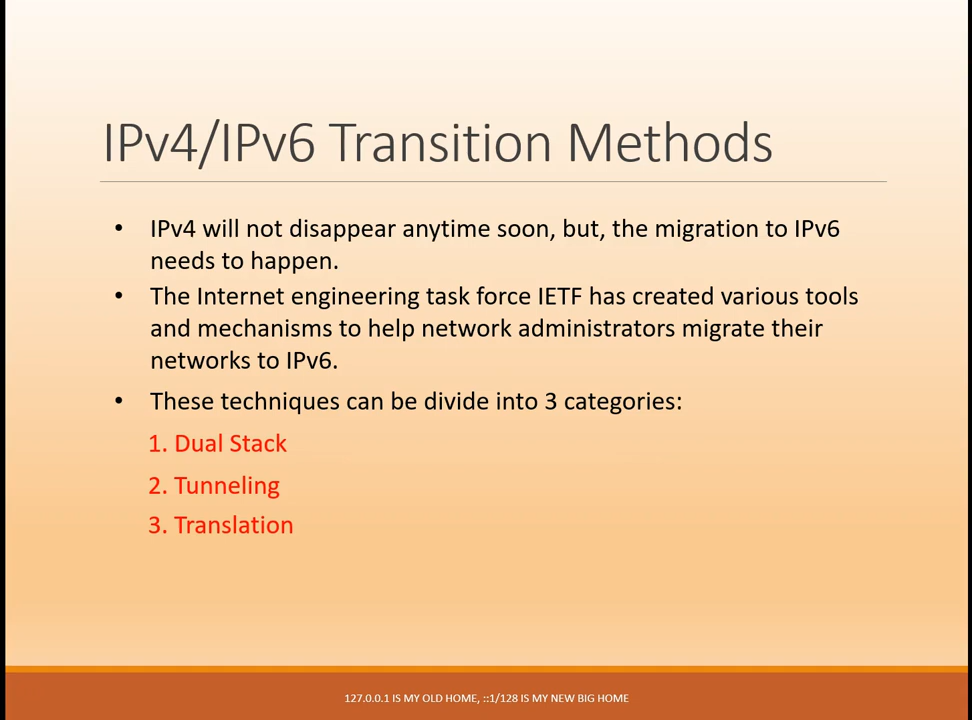 IPv4/IPv6 Transition Methods
• IPv4 will not disappear anytime soon, but, the migration to IPv6
needs to happen.
• The Internet engineering task force IETF has created various tools
and mechanisms to help network administrators migrate their
networks to IPv6.
• These techniques can be divide into 3 categories:
1. Dual Stack
2. Tunneling
3. Translation
127.0.0.1 IS MY OLD HOME, ::1/128 IS MY NEW BIG HOME